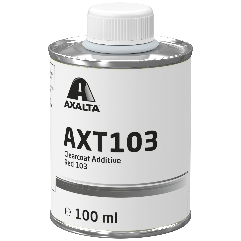 AXALTA
AXT103
Clearcoat Additive
Red 103
℮ 100 ml